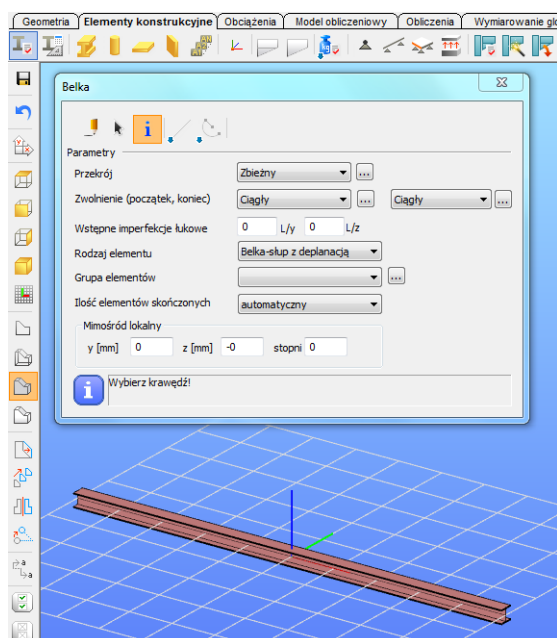 Geometria Elementy konstrukcyjne Obciążenia Model obliczeniowy Obliczenia Wymiarowanie glo
Belka
Parametry
Przekrój Zbieżny ...
Zwolnienie (początek, koniec) Ciągły ... Ciągły ...
Wstępne imperfekcje łukowe 0 L/y 0 L/z
Rodzaj elementu Belka-słup z deplanacją
Grupa elementów ...
Ilość elementów skończonych automatyczny
Mimośród lokalny
y [mm] 0 z [mm] -0 stopni 0
Wybierz krawędź!